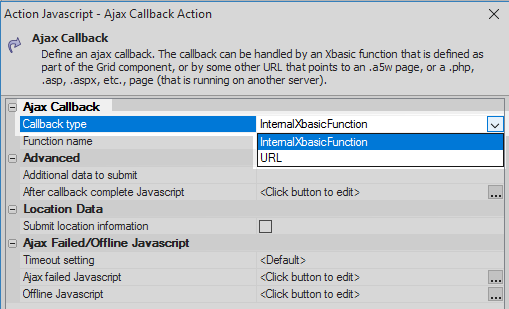 Action Javascript - Ajax Callback Action
Ajax Callback
Define an ajax callback. The callback can be handled by an Xbasic function that is defined as
part of the Grid component, or by some other URL that points to an .a5w page, or a .php,
.asp, .aspx, etc., page (that is running on another server).
Ajax Callback
Callback type InternalXbasicFunction
Function name InternalXbasicFunction
URL
Advanced
Additional data to submit
After callback complete Javascript <Click button to edit> ...
Location Data
Submit location information
Ajax Failed/Offline Javascript
Timeout setting <Default>
Ajax failed Javascript <Click button to edit> ...
Offline Javascript <Click button to edit> ...